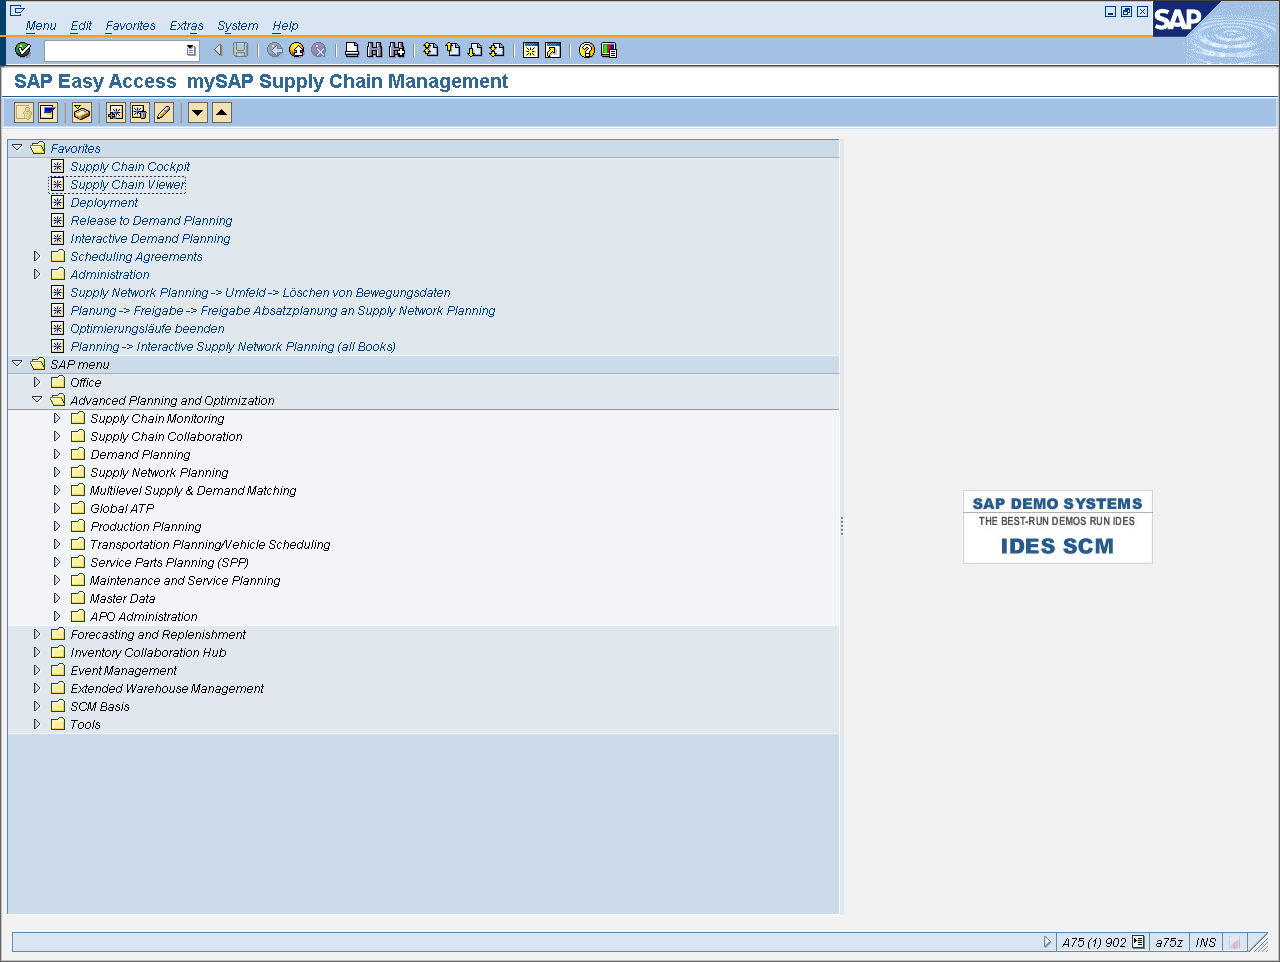 Menu Edit Favorites Extras System Help
SAP
SAP Easy Access mySAP Supply Chain Management
Favorites
Supply Chain Cockpit
Supply Chain Viewer
Deployment
Release to Demand Planning
Interactive Demand Planning
Scheduling Agreements
Administration
Supply Network Planning -> Umfeld -> Löschen von Bewegungsdaten
Planung -> Freigabe -> Freigabe Absatzplanung an Supply Network Planning
Optimierungsläufe beenden
Planning -> Interactive Supply Network Planning (all Books)
SAP menu
Office
Advanced Planning and Optimization
Supply Chain Monitoring
Supply Chain Collaboration
Demand Planning
Supply Network Planning
Multilevel Supply & Demand Matching
Global ATP
Production Planning
Transportation Planning/Vehicle Scheduling
Service Parts Planning (SPP)
Maintenance and Service Planning
Master Data
APO Administration
Forecasting and Replenishment
Inventory Collaboration Hub
Event Management
Extended Warehouse Management
SCM Basis
Tools
SAP DEMO SYSTEMS
THE BEST-RUN DEMOS RUN IDES
IDES SCM
A75 (1) 902 a75z INS